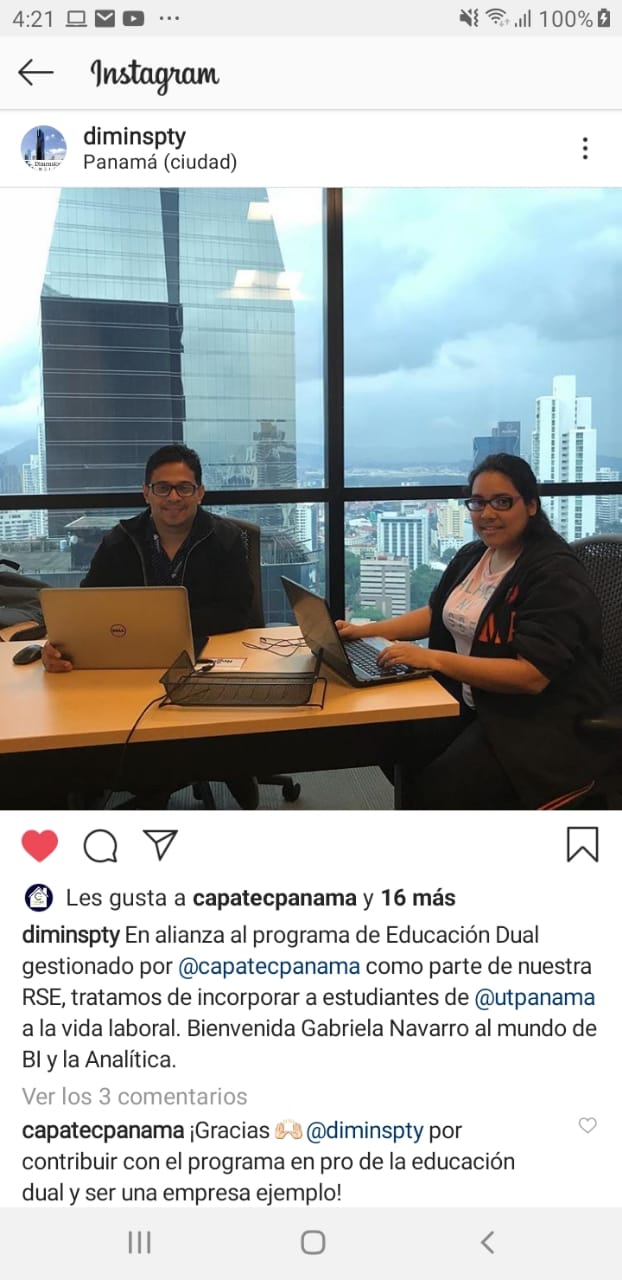 4:21 100%
Instagram
diminspty
Panamá (ciudad)
DELL
Les gusta a capatecpanama y 16 más
diminspty En alianza al programa de Educación Dual
gestionado por @capatecpanama como parte de nuestra
RSE, tratamos de incorporar a estudiantes de @utpanama
a la vida laboral. Bienvenida Gabriela Navarro al mundo de
BI y la Analítica.
Ver los 3 comentarios
capatecpanama ¡Gracias 🙌🏻 @diminspty por
contribuir con el programa en pro de la educación
dual y ser una empresa ejemplo!